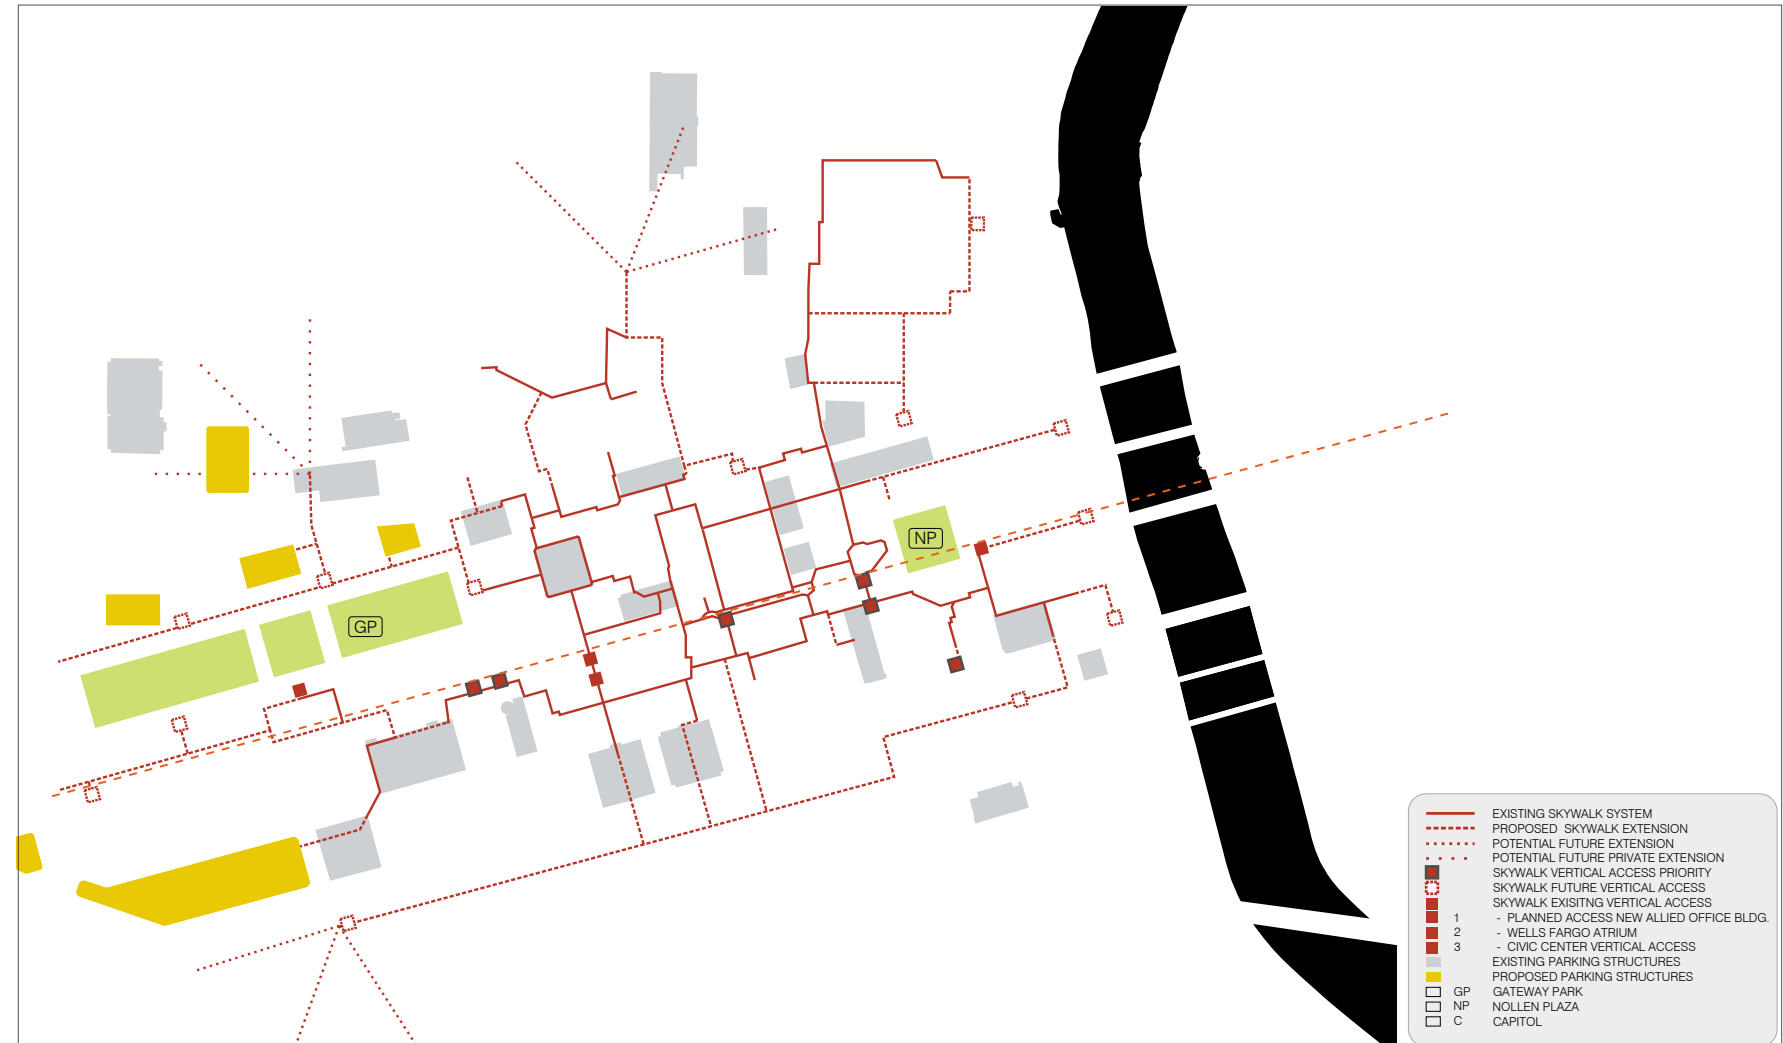 NP
GP
EXISTING SKYWALK SYSTEM
PROPOSED SKYWALK EXTENSION
POTENTIAL FUTURE EXTENSION
POTENTIAL FUTURE PRIVATE EXTENSION
SKYWALK VERTICAL ACCESS PRIORITY
SKYWALK FUTURE VERTICAL ACCESS
SKYWALK EXISITNG VERTICAL ACCESS
1 - PLANNED ACCESS NEW ALLIED OFFICE BLDG.
2 - WELLS FARGO ATRIUM
3 - CIVIC CENTER VERTICAL ACCESS
EXISTING PARKING STRUCTURES
PROPOSED PARKING STRUCTURES
GP GATEWAY PARK
NP NOLLEN PLAZA
C CAPITOL